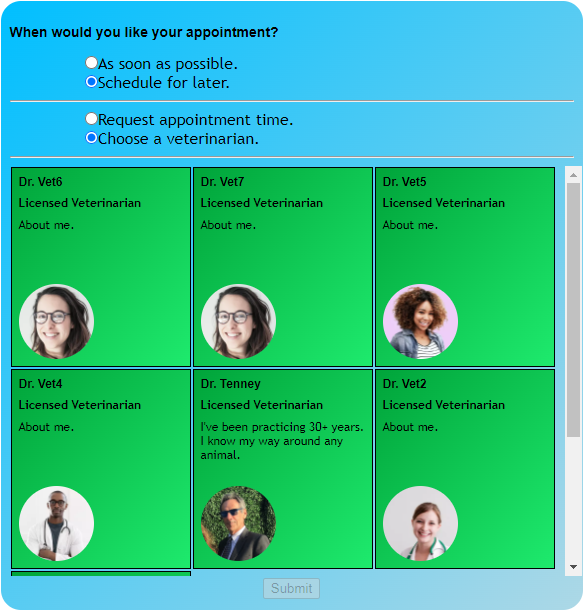 When would you like your appointment?
As soon as possible.
Schedule for later.
Request appointment time.
Choose a veterinarian.
Dr. Vet6
Licensed Veterinarian
About me.
Dr. Vet7
Licensed Veterinarian
About me.
Dr. Vet5
Licensed Veterinarian
About me.
Dr. Vet4
Licensed Veterinarian
About me.
Dr. Tenney
Licensed Veterinarian
I've been practicing 30+ years.
I know my way around any
animal.
Dr. Vet2
Licensed Veterinarian
About me.
Submit